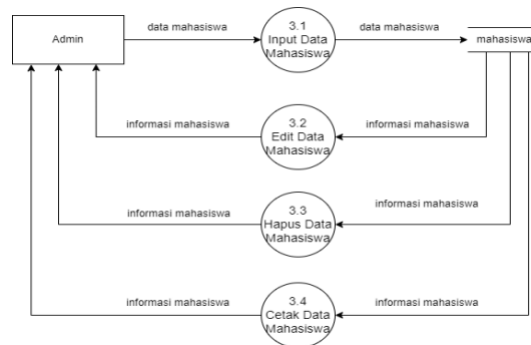 data mahasiswa
data mahasiswa
Admin
3.1
Input Data
Mahasiswa
mahasiswa
informasi mahasiswa
3.2
Edit Data
Mahasiswa
informasi mahasiswa
informasi mahasiswa
3.3
Hapus Data
Mahasiswa
informasi mahasiswa
informasi mahasiswa
3.4
Cetak Data
Mahasiswa
informasi mahasiswa